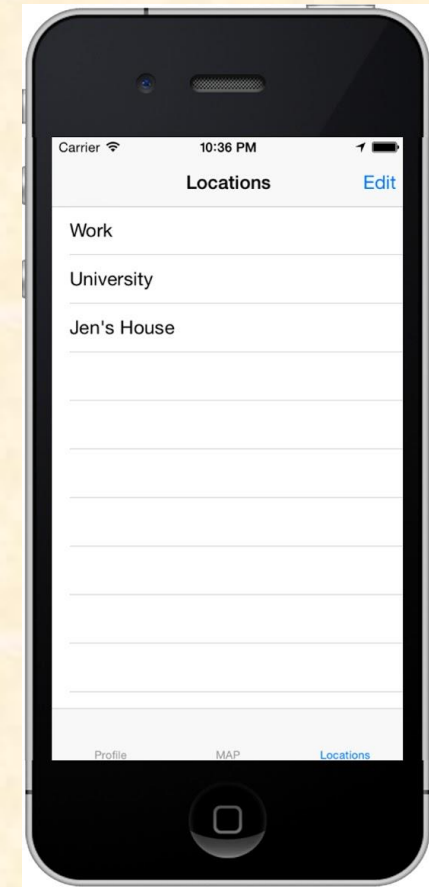 Carrier 10:36 PM
Locations Edit
Work
University
Jen's House
Profile MAP Locations